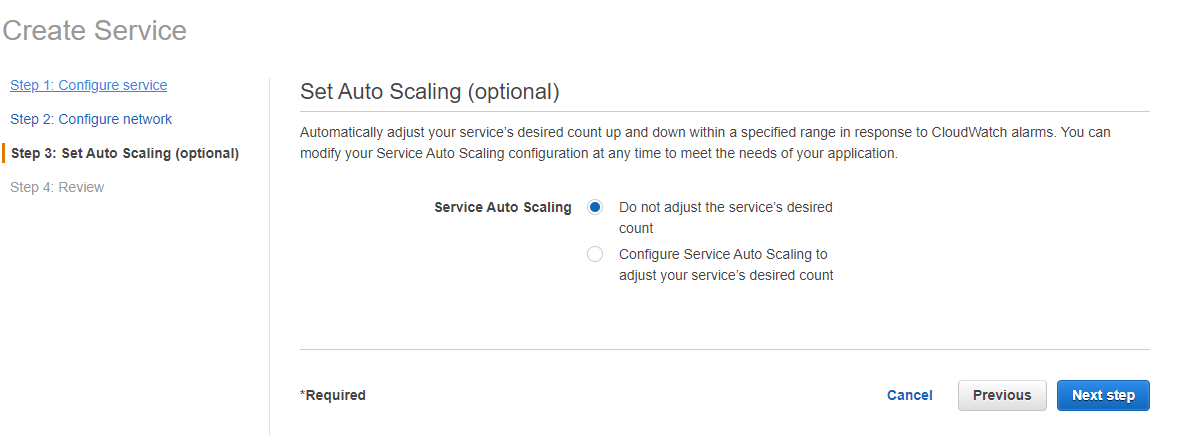 Create Service
Step 1: Configure service
Step 2: Configure network
Step 3: Set Auto Scaling (optional)
Step 4: Review
Set Auto Scaling (optional)
Automatically adjust your service’s desired count up and down within a specified range in response to CloudWatch alarms. You can
modify your Service Auto Scaling configuration at any time to meet the needs of your application.
Service Auto Scaling
Do not adjust the service’s desired
count
Configure Service Auto Scaling to
adjust your service’s desired count
*Required
Cancel
Previous
Next step